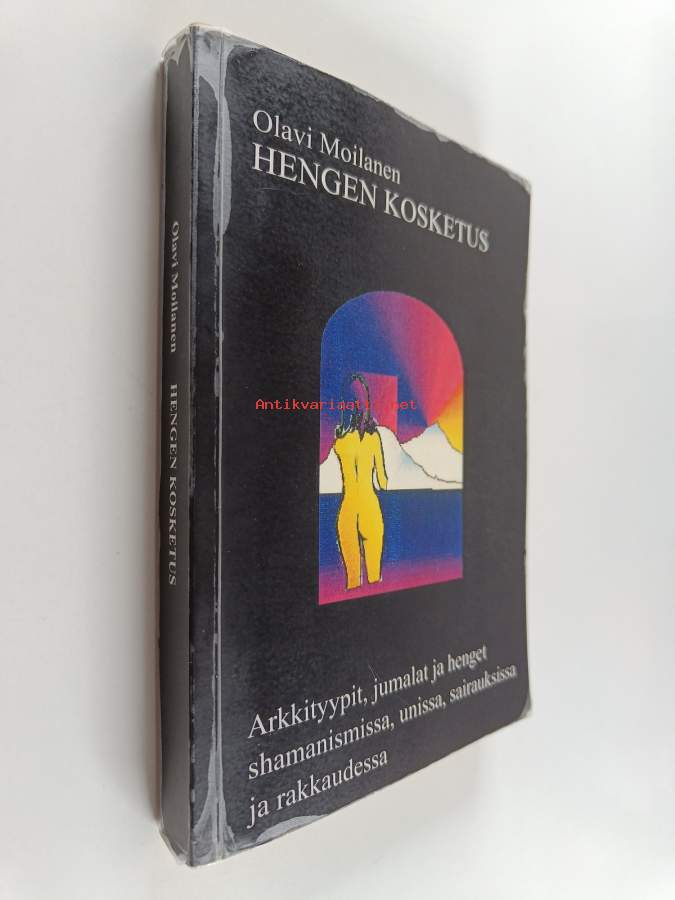 Olavi Moilanen
HENGEN KOSKETUS
Olavi Moilanen HENGEN KOSKETUS
Antikvariaatti.net
Arkkityypit, jumalat ja henget
shamanismissa, unissa, sairauksissa
ja rakkaudessa